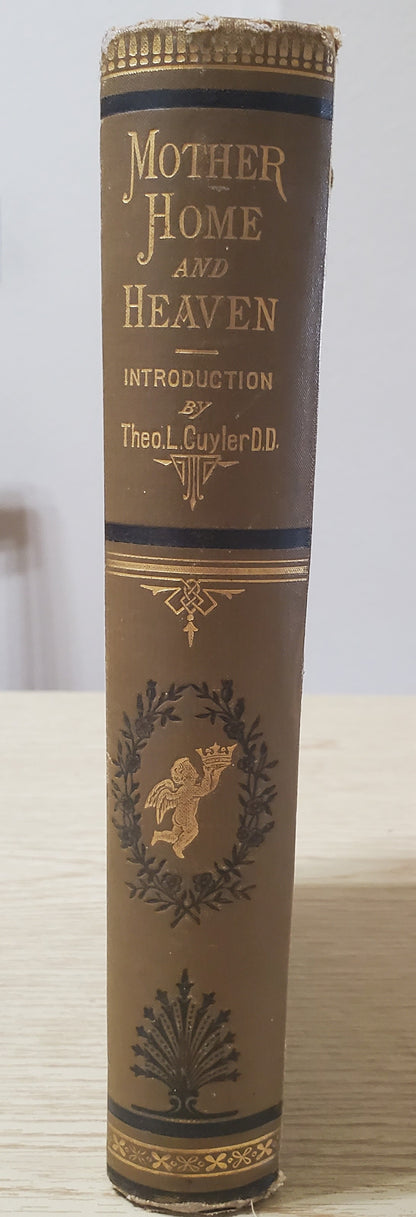 MOTHER
HOME
AND
HEAVEN
INTRODUCTION
BY
Theo.L.Cuyler D.D.